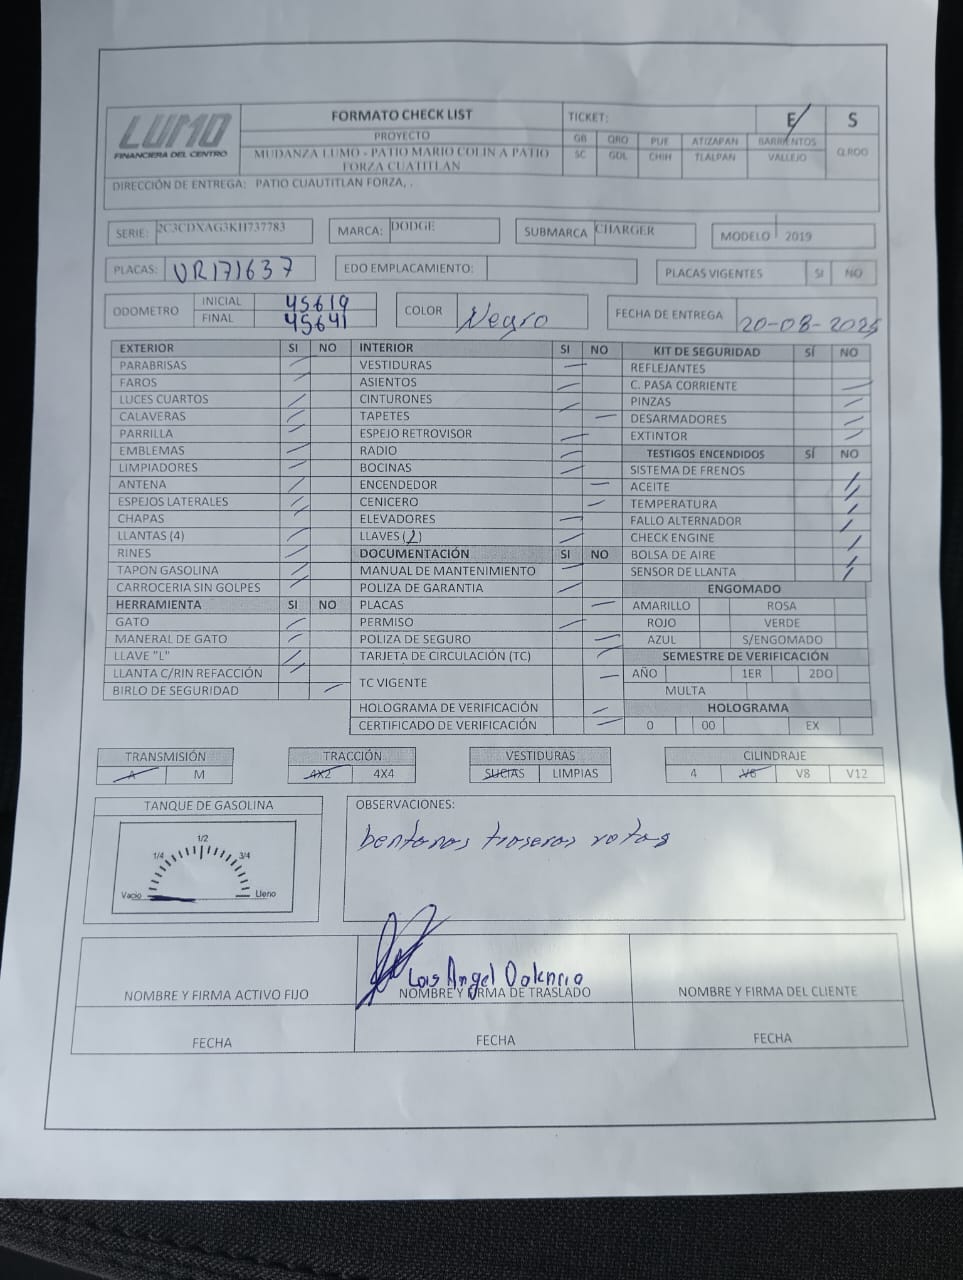 LUMO
FINANCIERA DEL CENTRO
FORMATO CHECK LIST
PROYECTO
MUDANZA LUMO - PATIO MARIO COLIN A PATIO
FORZA CUATITLAN
TICKET:
E S
GB QRO PUE ATIZAPAN BARRIENTOS
SC GDL CHIH TLALPAN VALLEJO Q.ROO
DIRECCIÓN DE ENTREGA: PATIO CUAUTITLAN FORZA, .
SERIE: 2C3CDXAG3KH737783 MARCA: DODGE SUBMARCA CHARGER MODELO 2019
PLACAS: UR171637 EDO EMPLACAMIENTO: PLACAS VIGENTES SI NO
ODOMETRO INICIAL 45619
FINAL 45641
COLOR Negro FECHA DE ENTREGA 20-08-2025
EXTERIOR SI NO
PARABRISAS
FAROS
LUCES CUARTOS
CALAVERAS
PARRILLA
EMBLEMAS
LIMPIADORES
ANTENA
ESPEJOS LATERALES
CHAPAS
LLANTAS (4)
RINES
TAPON GASOLINA
CARROCERIA SIN GOLPES
HERRAMIENTA SI NO
GATO
MANERAL DE GATO
LLAVE "L"
LLANTA C/RIN REFACCIÓN
BIRLO DE SEGURIDAD
INTERIOR SI NO
VESTIDURAS
ASIENTOS
CINTURONES
TAPETES
ESPEJO RETROVISOR
RADIO
BOCINAS
ENCENDEDOR
CENICERO
ELEVADORES
LLAVES (1)
DOCUMENTACIÓN SI NO
MANUAL DE MANTENIMIENTO
POLIZA DE GARANTIA
PLACAS
PERMISO
POLIZA DE SEGURO
TARJETA DE CIRCULACIÓN (TC)
TC VIGENTE
HOLOGRAMA DE VERIFICACIÓN
CERTIFICADO DE VERIFICACIÓN
KIT DE SEGURIDAD SÍ NO
REFLEJANTES
C. PASA CORRIENTE
PINZAS
DESARMADORES
EXTINTOR
TESTIGOS ENCENDIDOS SÍ NO
SISTEMA DE FRENOS
ACEITE
TEMPERATURA
FALLO ALTERNADOR
CHECK ENGINE
BOLSA DE AIRE
SENSOR DE LLANTA
ENGOMADO
AMARILLO ROSA
ROJO VERDE
AZUL S/ENGOMADO
SEMESTRE DE VERIFICACIÓN
AÑO 1ER 2DO
MULTA
HOLOGRAMA
0 00 EX
TRANSMISIÓN
A M
TRACCIÓN
4X2 4X4
VESTIDURAS
SUCIAS LIMPIAS
CILINDRAJE
4 V6 V8 V12
TANQUE DE GASOLINA
1/2
1/4 3/4
Vacio Lleno
OBSERVACIONES:
bentanas traseras rotas
NOMBRE Y FIRMA ACTIVO FIJO
Luis Angel Valencia
NOMBRE Y FIRMA DE TRASLADO
NOMBRE Y FIRMA DEL CLIENTE
FECHA FECHA FECHA